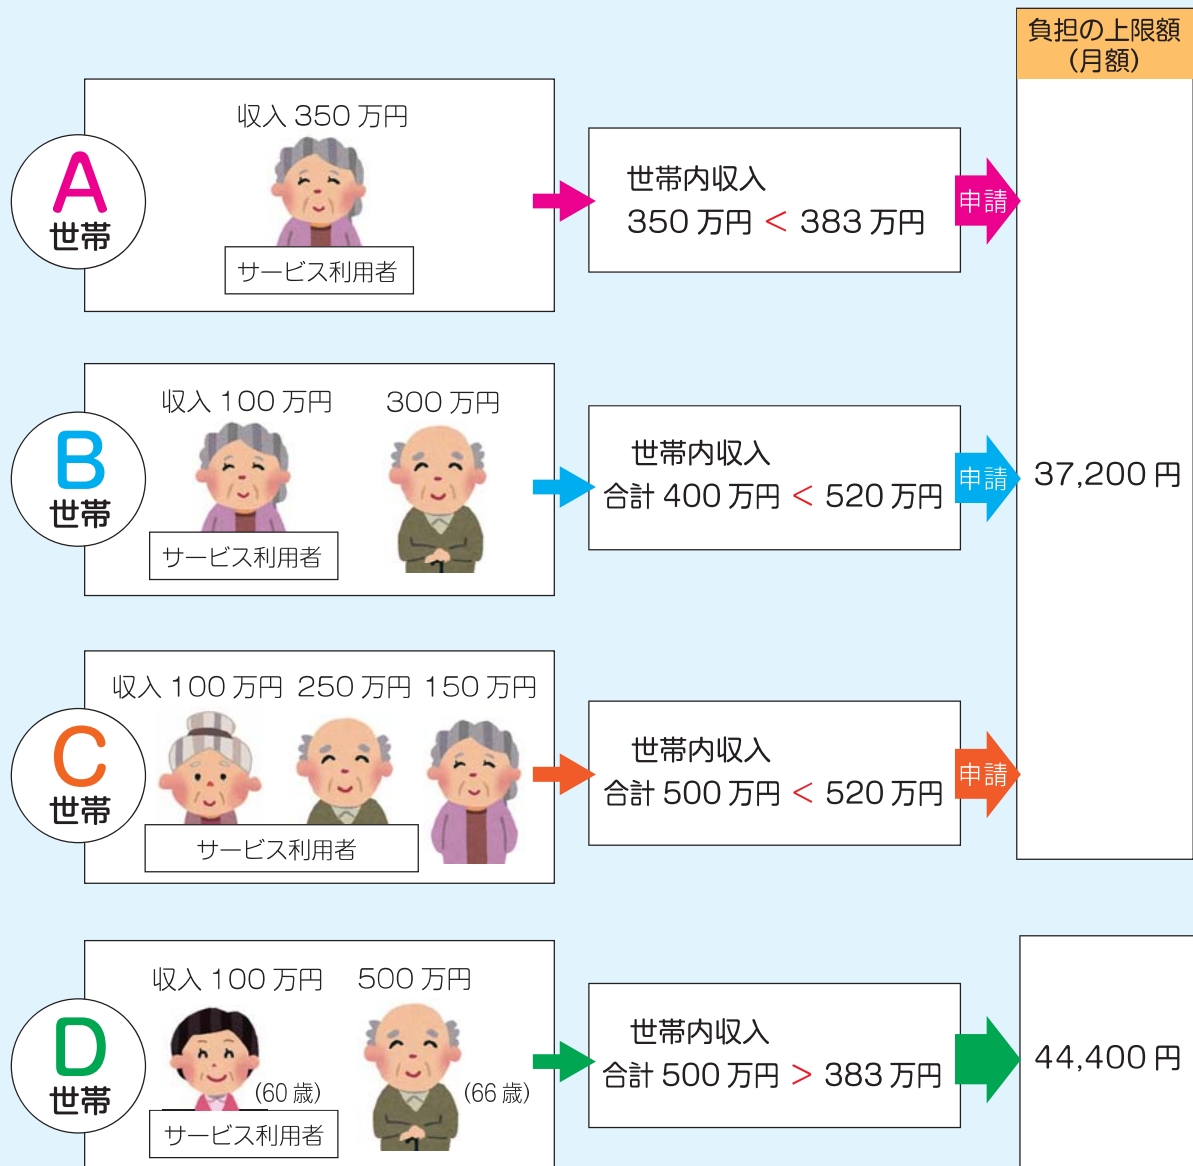 負担の上限額
（月額）
収入 350 万円
A
世帯
サービス利用者
世帯内収入
350 万円 < 383 万円
申請
収入 100 万円 300 万円
B
世帯
サービス利用者
世帯内収入
合計 400 万円 < 520 万円
申請
37,200 円
収入 100 万円 250 万円 150 万円
C
世帯
サービス利用者
世帯内収入
合計 500 万円 < 520 万円
申請
収入 100 万円 500 万円
D
世帯
(60 歳) (66 歳)
サービス利用者
世帯内収入
合計 500 万円 > 383 万円
44,400 円